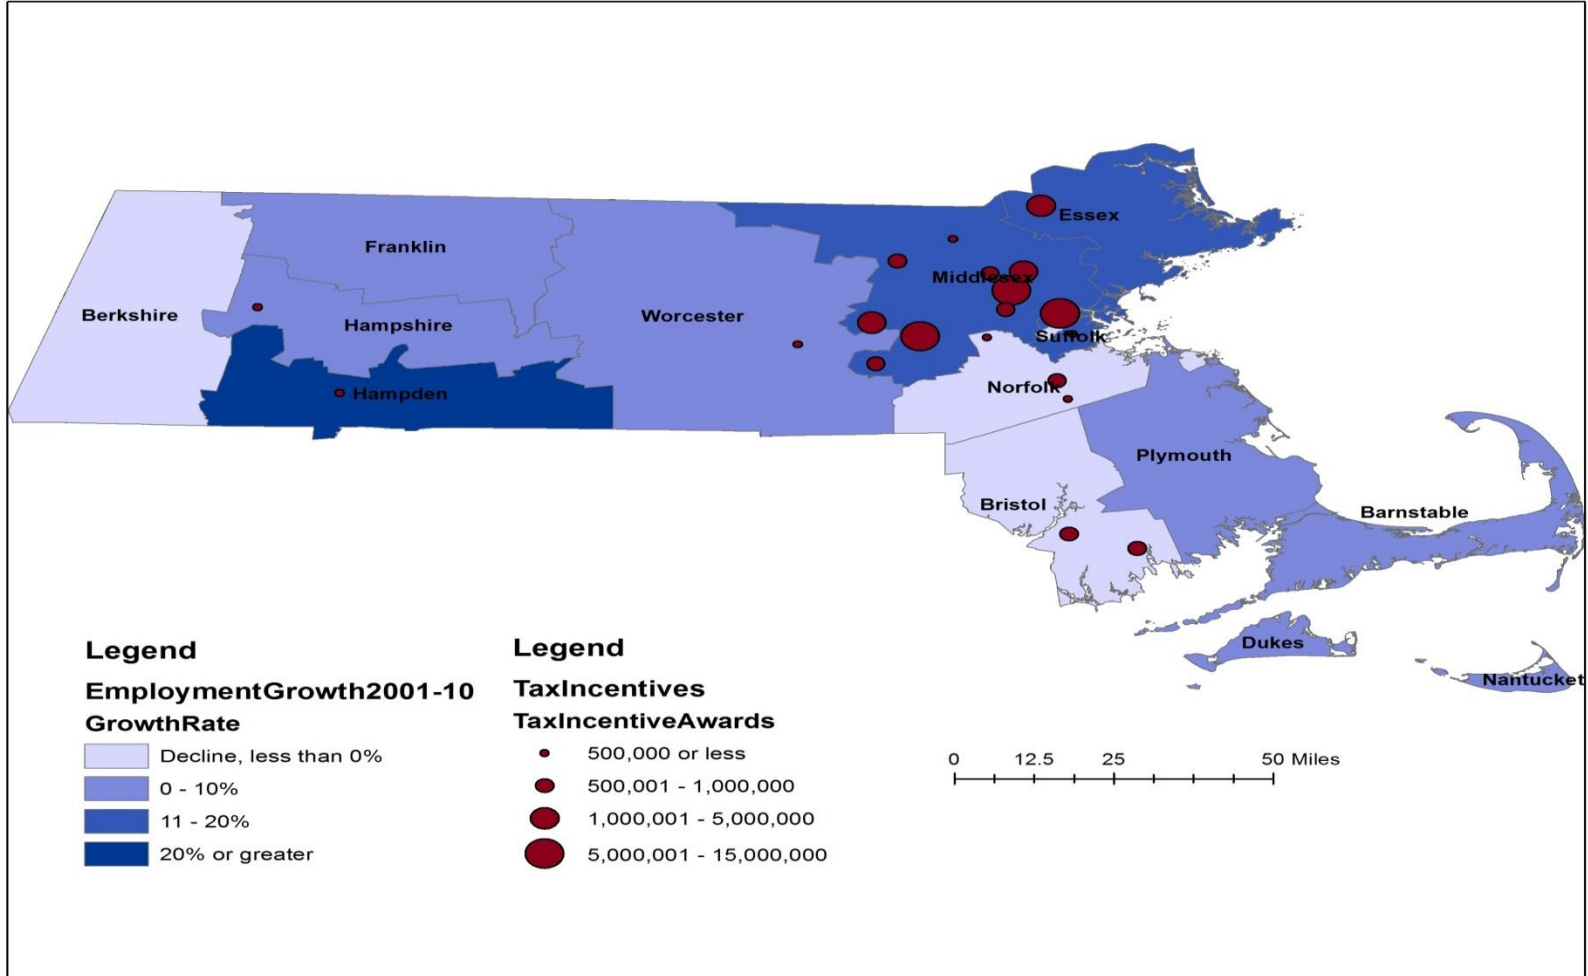 Essex
Franklin
Middlesex
Berkshire
Hampshire
Worcester
Suffolk
Norfolk
Hampden
Plymouth
Bristol
Barnstable
Dukes
Nantucket
Legend
EmploymentGrowth2001-10
GrowthRate
Decline, less than 0%
0 - 10%
11 - 20%
20% or greater
Legend
TaxIncentives
TaxIncentiveAwards
500,000 or less
500,001 - 1,000,000
1,000,001 - 5,000,000
5,000,001 - 15,000,000
0 12.5 25 50 Miles